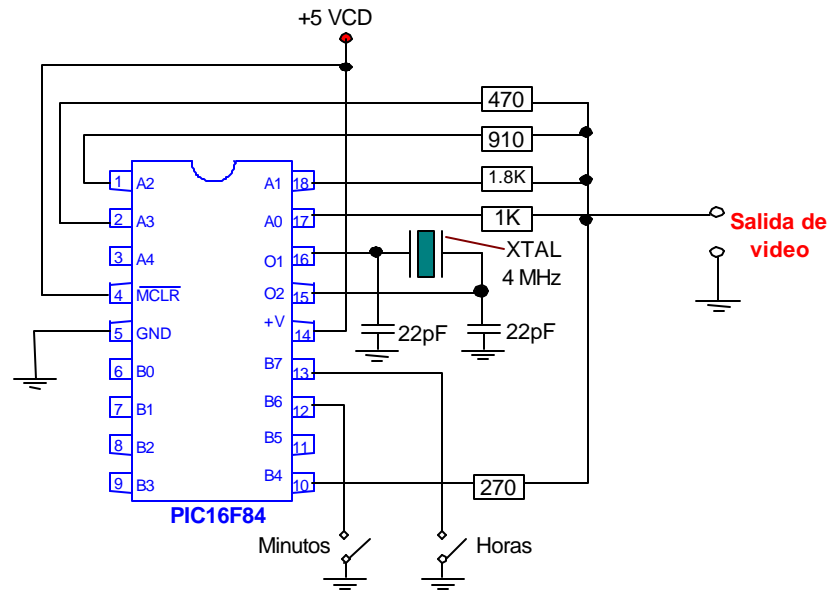 +5 VCD
470
910
1.8K
1K
1 A2
A1 18
2 A3
A0 17
3 A4
O1 16
4 MCLR
O2 15
5 GND
+V 14
6 B0
B7 13
7 B1
B6 12
8 B2
B5 11
9 B3
B4 10
PIC16F84
XTAL
4 MHz
22pF
22pF
270
Minutos
Horas
Salida de
video